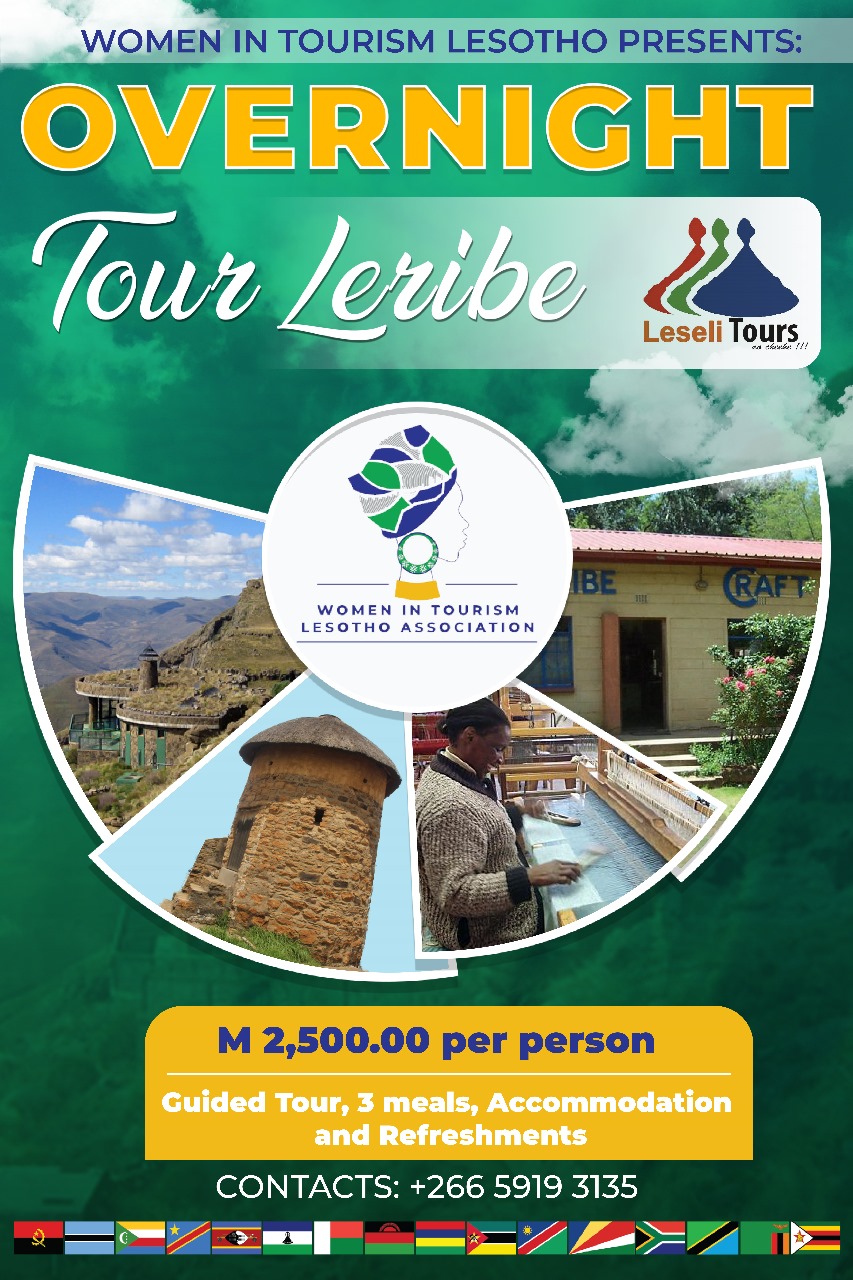 WOMEN IN TOURISM LESOTHO PRESENTS:
OVERNIGHT
Tour Leribe
Leseli Tours
WOMEN IN TOURISM
LESOTHO ASSOCIATION
IBE CRAFT
M 2,500.00 per person
Guided Tour, 3 meals, Accommodation
and Refreshments
CONTACTS: +266 5919 3135